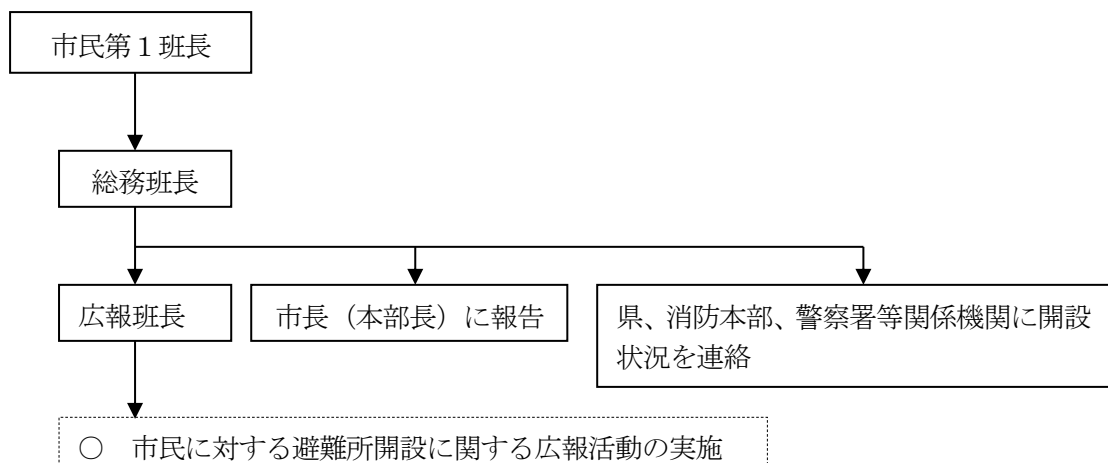 市民第１班長
総務班長
広報班長
市長（本部長）に報告
県、消防本部、警察署等関係機関に開設
状況を連絡
○　市民に対する避難所開設に関する広報活動の実施